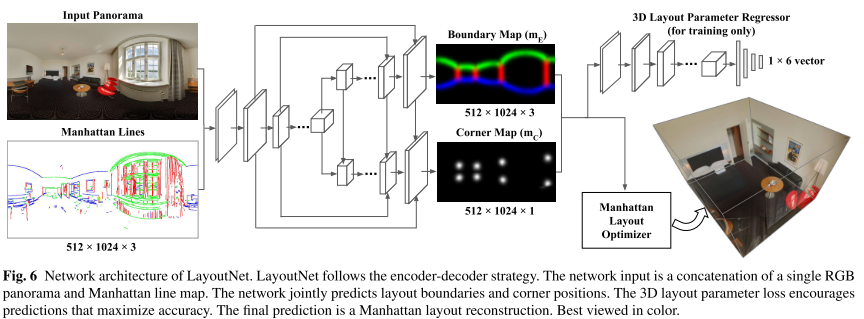 Input Panorama
Manhattan Lines
512 × 1024 × 3
Boundary Map (m_E)
512 × 1024 × 3
Corner Map (m_C)
512 × 1024 × 1
3D Layout Parameter Regressor
(for training only)
1 × 6 vector
Manhattan
Layout
Optimizer
Fig. 6 Network architecture of LayoutNet. LayoutNet follows the encoder-decoder strategy. The network input is a concatenation of a single RGB
panorama and Manhattan line map. The network jointly predicts layout boundaries and corner positions. The 3D layout parameter loss encourages
predictions that maximize accuracy. The final prediction is a Manhattan layout reconstruction. Best viewed in color.